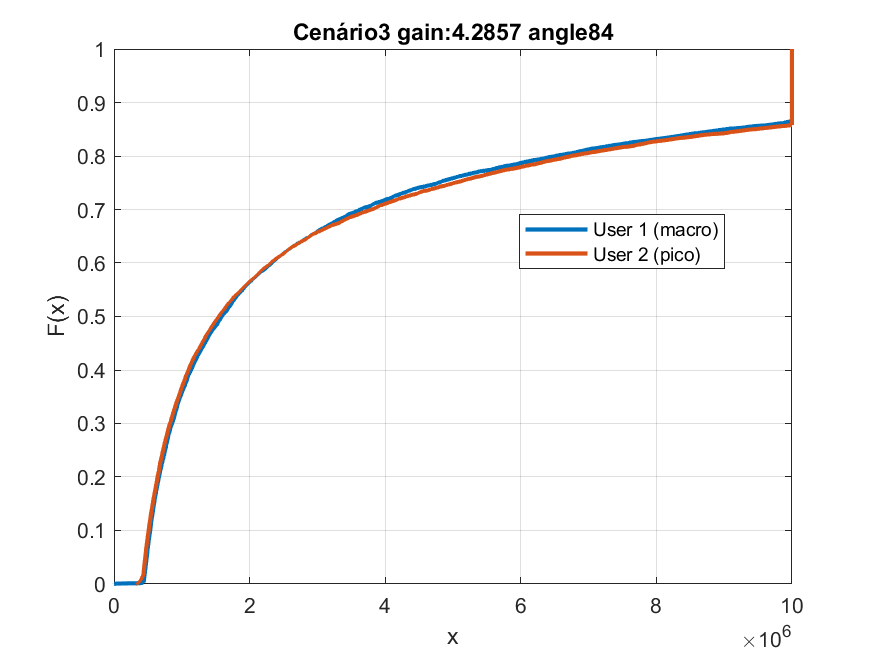 Cenário3 gain:4.2857 angle84
1
0.9
0.8
0.7
0.6
0.5
0.4
0.3
0.2
0.1
0
F(x)
User 1 (macro)
User 2 (pico)
0 2 4 6 8 10
x
×10^6